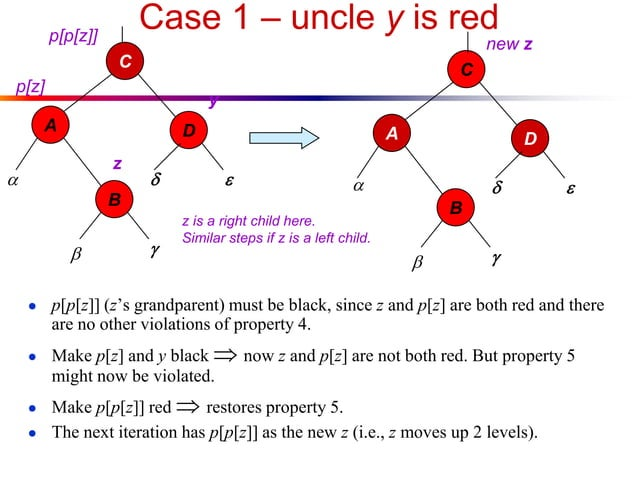 Case 1 – uncle y is red
p[p[z]]
new z
C
C
p[z]
y
A
D
A
D
z
α
δ
ε
α
δ
ε
B
B
z is a right child here.
Similar steps if z is a left child.
β
γ
β
γ
p[p[z]] (z’s grandparent) must be black, since z and p[z] are both red and there
are no other violations of property 4.
Make p[z] and y black ⇒ now z and p[z] are not both red. But property 5
might now be violated.
Make p[p[z]] red ⇒ restores property 5.
The next iteration has p[p[z]] as the new z (i.e., z moves up 2 levels).